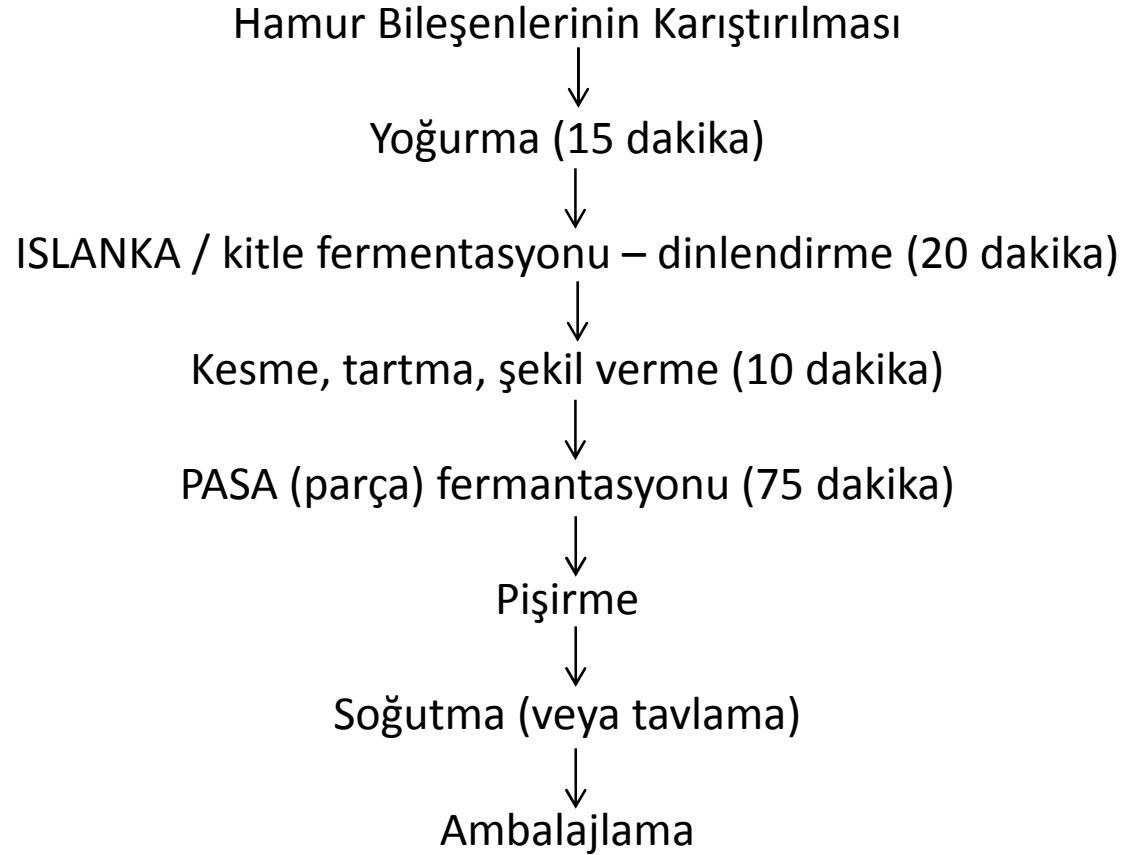 Hamur Bileşenlerinin Karıştırılması
Yoğurma (15 dakika)
ISLANKA / kitle fermentasyonu – dinlendirme (20 dakika)
Kesme, tartma, şekil verme (10 dakika)
PASA (parça) fermantasyonu (75 dakika)
Pişirme
Soğutma (veya tavlama)
Ambalajlama